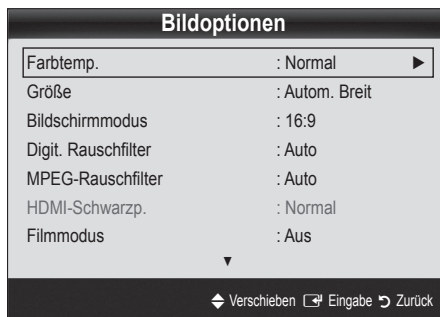 Bildoptionen
Farbtemp. : Normal ►
Größe : Autom. Breit
Bildschirmmodus : 16:9
Digit. Rauschfilter : Auto
MPEG-Rauschfilter : Auto
HDMI-Schwarzp. : Normal
Filmmodus : Aus
▼
Verschieben Eingabe Zurück